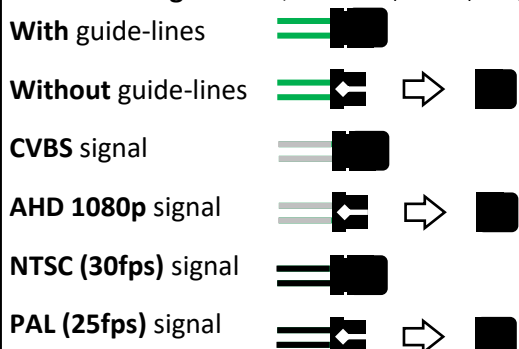 With guide-lines
Without guide-lines
CVBS signal
AHD 1080p signal
NTSC (30fps) signal
PAL (25fps) signal